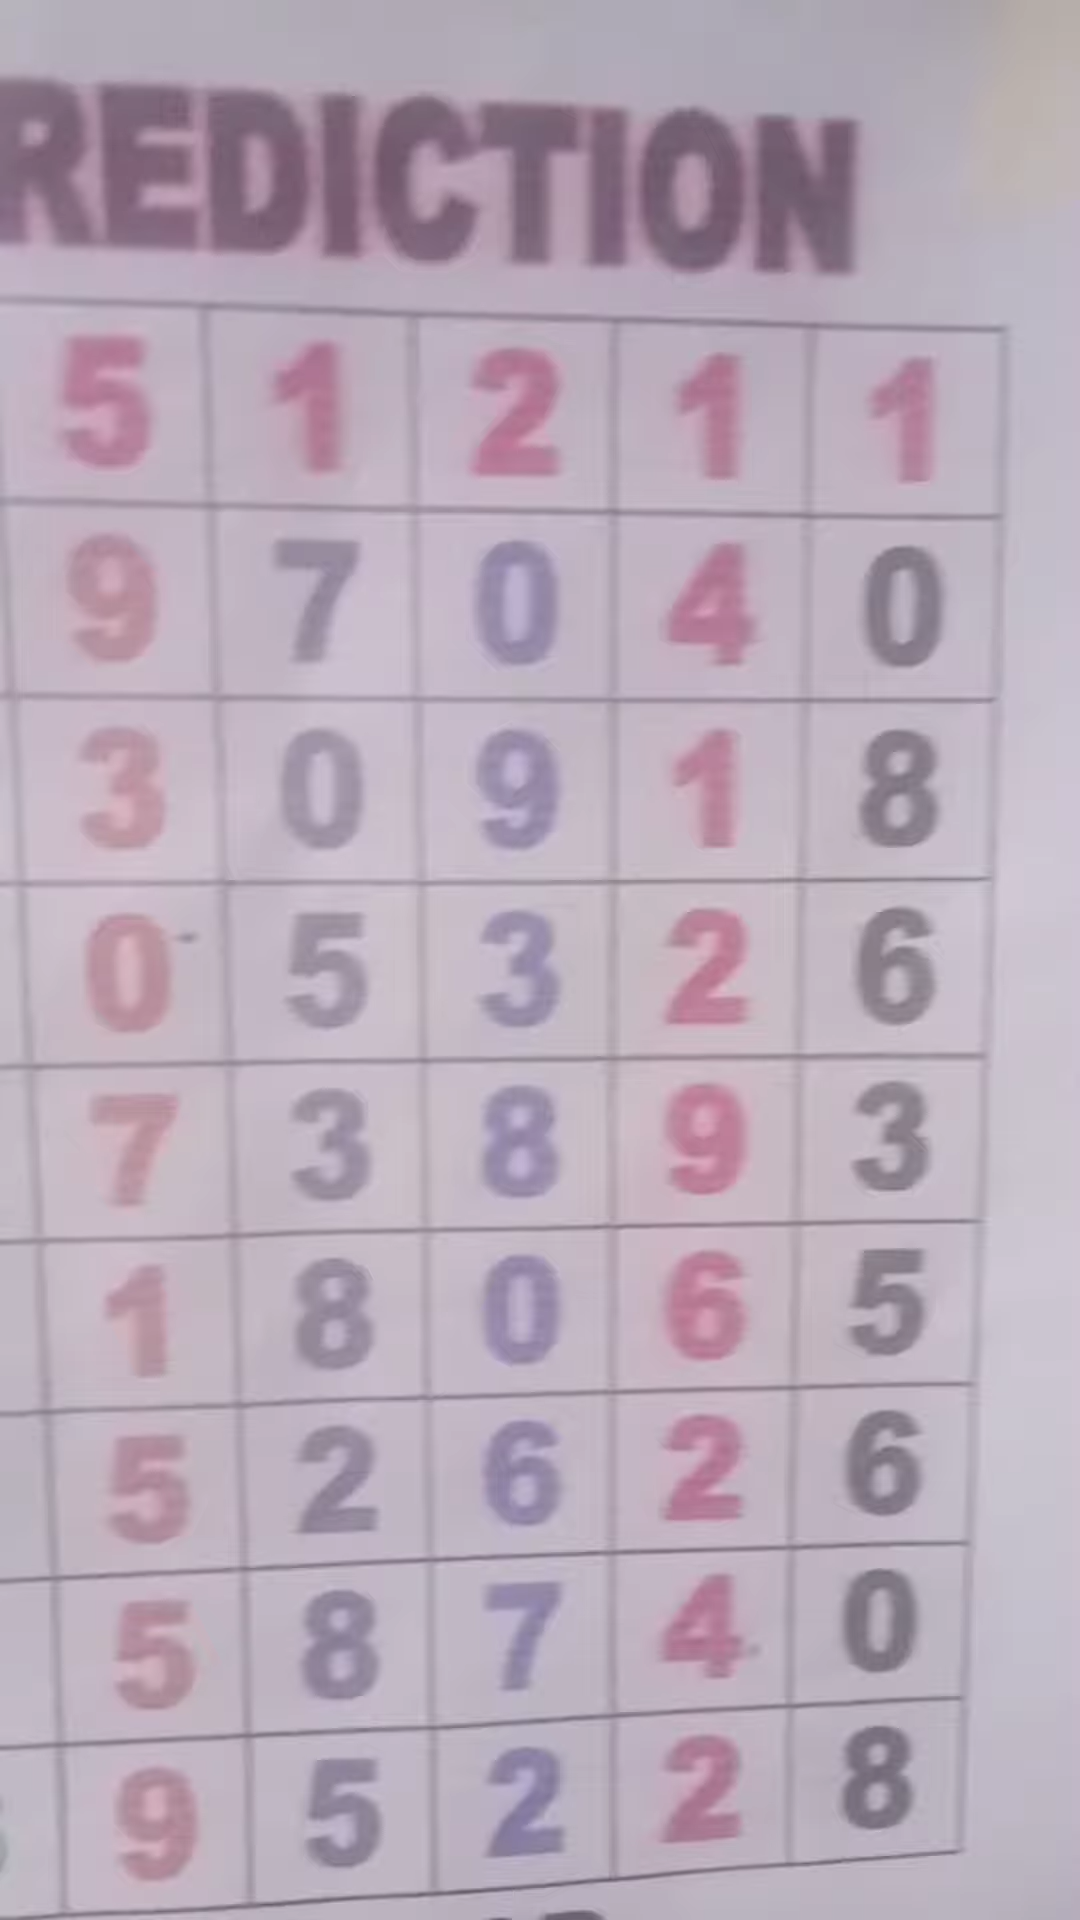 REDICTION
5 1 2 1 1
9 7 0 4 0
3 0 9 1 8
0 5 3 2 6
7 3 8 9 3
1 8 0 6 5
5 2 6 2 6
5 8 7 4 0
9 5 2 2 8